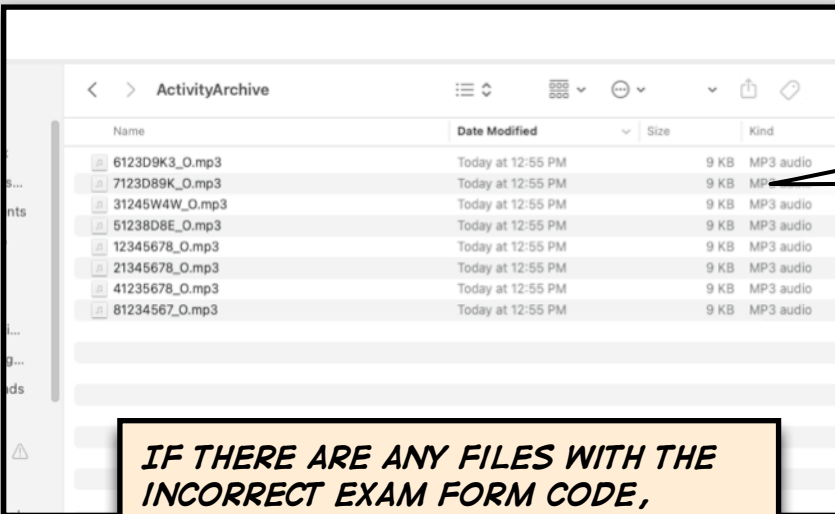 ActivityArchive
Name Date Modified Size Kind
6123D9K3_O.mp3 Today at 12:55 PM 9 KB MP3 audio
7123D89K_O.mp3 Today at 12:55 PM 9 KB
31245W4W_O.mp3 Today at 12:55 PM 9 KB MP3 audio
51238D8E_O.mp3 Today at 12:55 PM 9 KB MP3 audio
12345678_O.mp3 Today at 12:55 PM 9 KB MP3 audio
21345678_O.mp3 Today at 12:55 PM 9 KB MP3 audio
41235678_O.mp3 Today at 12:55 PM 9 KB MP3 audio
81234567_O.mp3 Today at 12:55 PM 9 KB MP3 audio
IF THERE ARE ANY FILES WITH THE
INCORRECT EXAM FORM CODE,